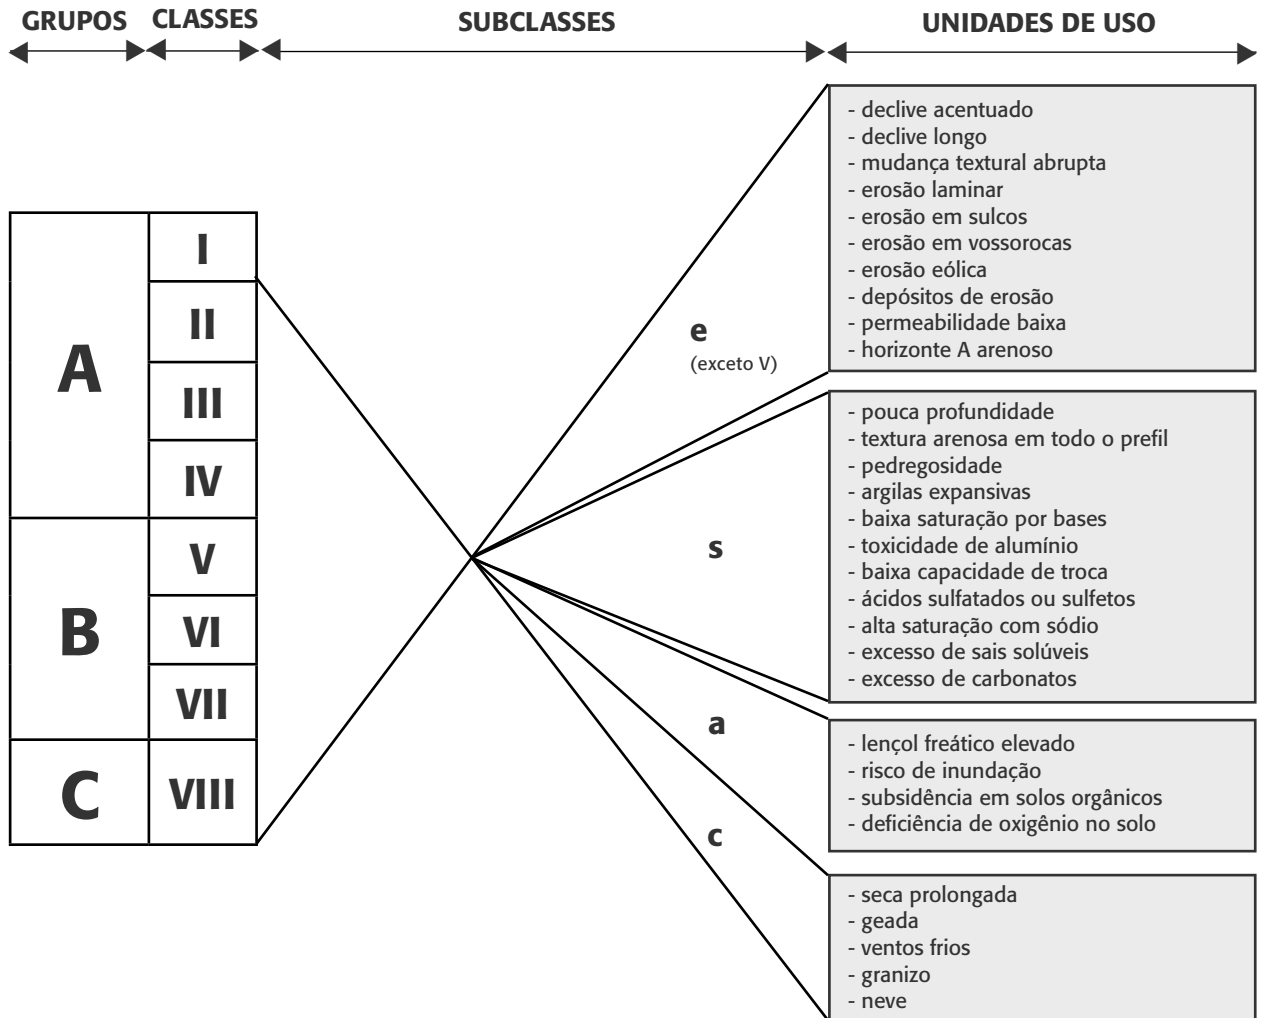 GRUPOS CLASSES SUBCLASSES UNIDADES DE USO
A
B
C
I
II
III
IV
V
VI
VII
VIII
e
(exceto V)
s
a
c
- declive acentuado
- declive longo
- mudança textural abrupta
- erosão laminar
- erosão em sulcos
- erosão em vossorocas
- erosão eólica
- depósitos de erosão
- permeabilidade baixa
- horizonte A arenoso
- pouca profundidade
- textura arenosa em todo o prefil
- pedregosidade
- argilas expansivas
- baixa saturação por bases
- toxicidade de alumínio
- baixa capacidade de troca
- ácidos sulfatados ou sulfetos
- alta saturação com sódio
- excesso de sais solúveis
- excesso de carbonatos
- lençol freático elevado
- risco de inundação
- subsidência em solos orgânicos
- deficiência de oxigênio no solo
- seca prolongada
- geada
- ventos frios
- granizo
- neve